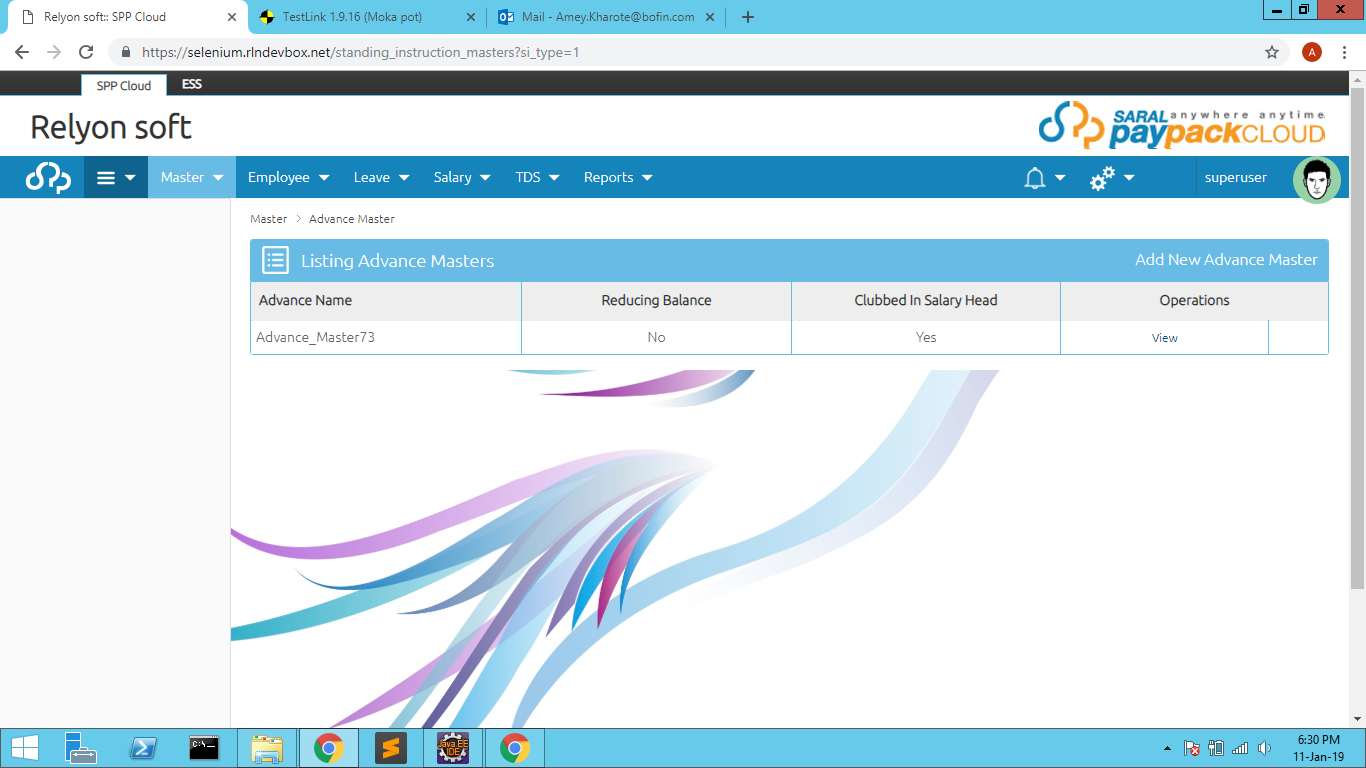 Relyon soft:: SPP Cloud
TestLink 1.9.16 (Moka pot)
Mail - Amey.Kharote@bofin.com
https://selenium.rlndevbox.net/standing_instruction_masters?si_type=1
A
SPP Cloud
ESS
Relyon soft
SARAL anywhere anytime
paypackCLOUD
Master
Employee
Leave
Salary
TDS
Reports
superuser
Master > Advance Master
Listing Advance Masters
Add New Advance Master
Advance Name
Reducing Balance
Clubbed In Salary Head
Operations
Advance_Master73
No
Yes
View
C:\_
Java EE
IDE
6:30 PM
11-Jan-19